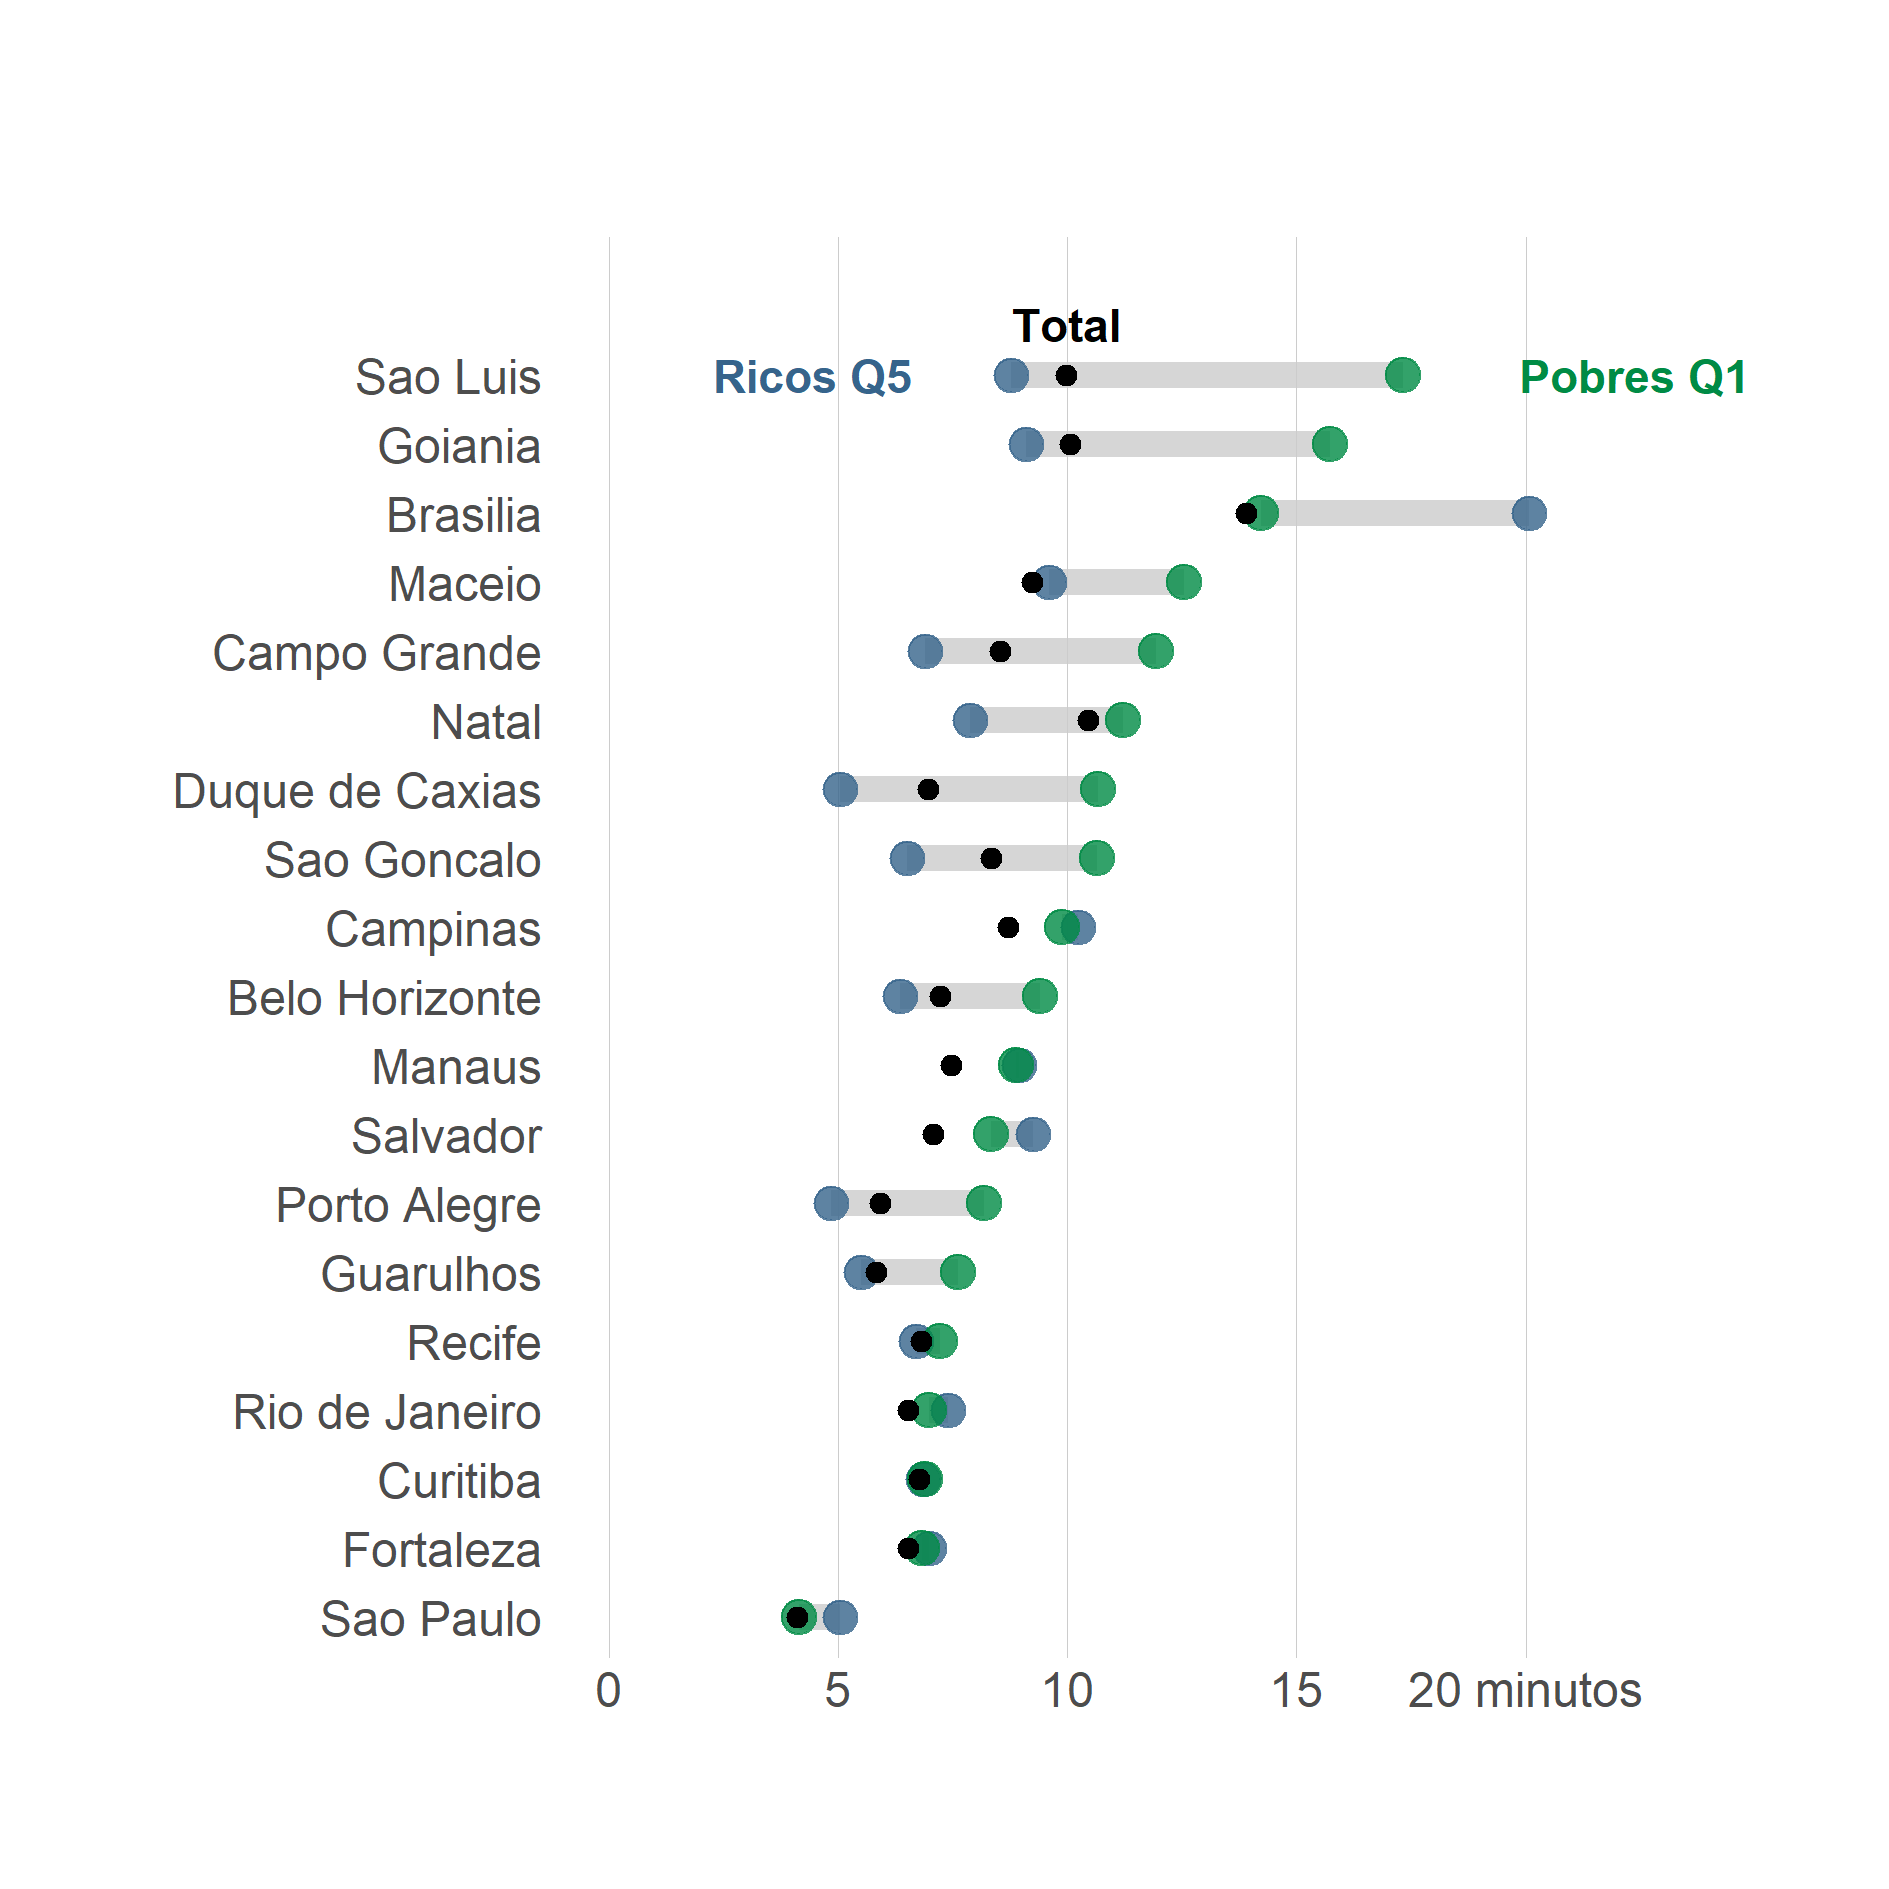 Total
Sao Luis Ricos Q5 Pobres Q1
Goiania
Brasilia
Maceio
Campo Grande
Natal
Duque de Caxias
Sao Goncalo
Campinas
Belo Horizonte
Manaus
Salvador
Porto Alegre
Guarulhos
Recife
Rio de Janeiro
Curitiba
Fortaleza
Sao Paulo
0 5 10 15 20 minutos